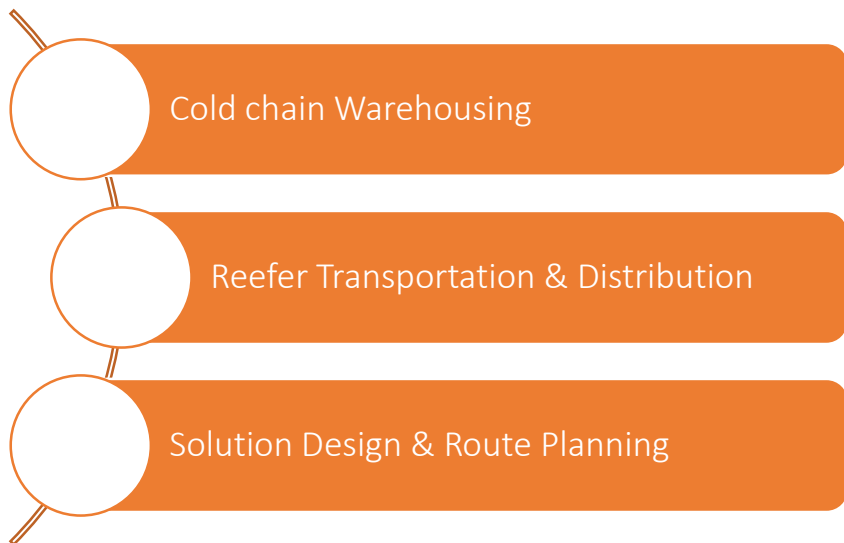 Cold chain Warehousing
Reefer Transportation & Distribution
Solution Design & Route Planning